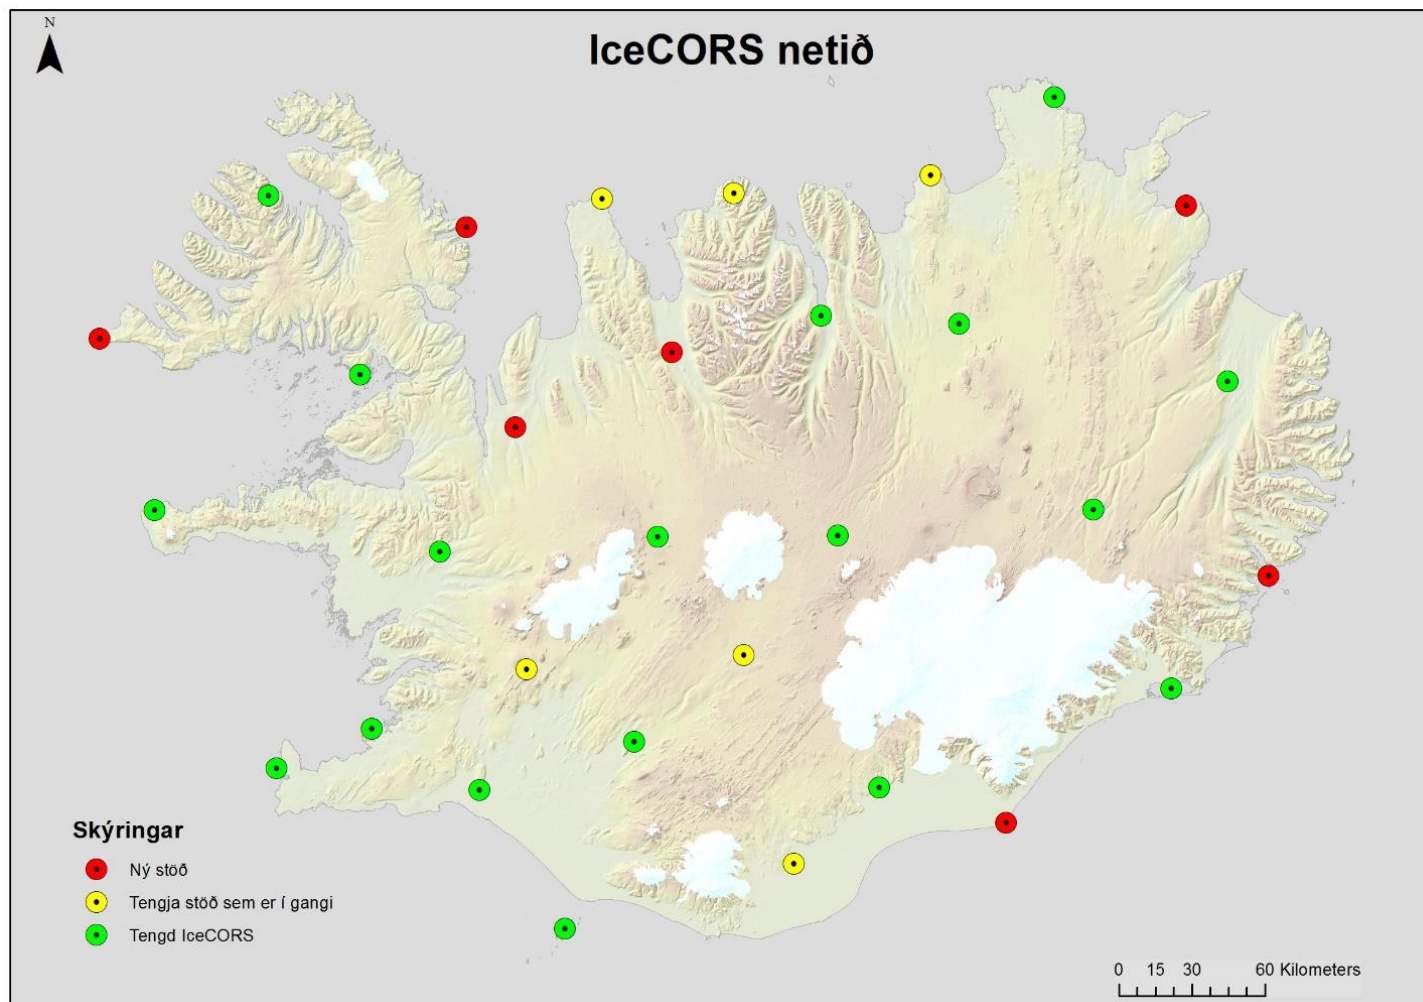 N
IceCORS netið
Skýringar
Ný stöð
Tengja stöð sem er í gangi
Tengd IceCORS
0 15 30 60 Kilometers